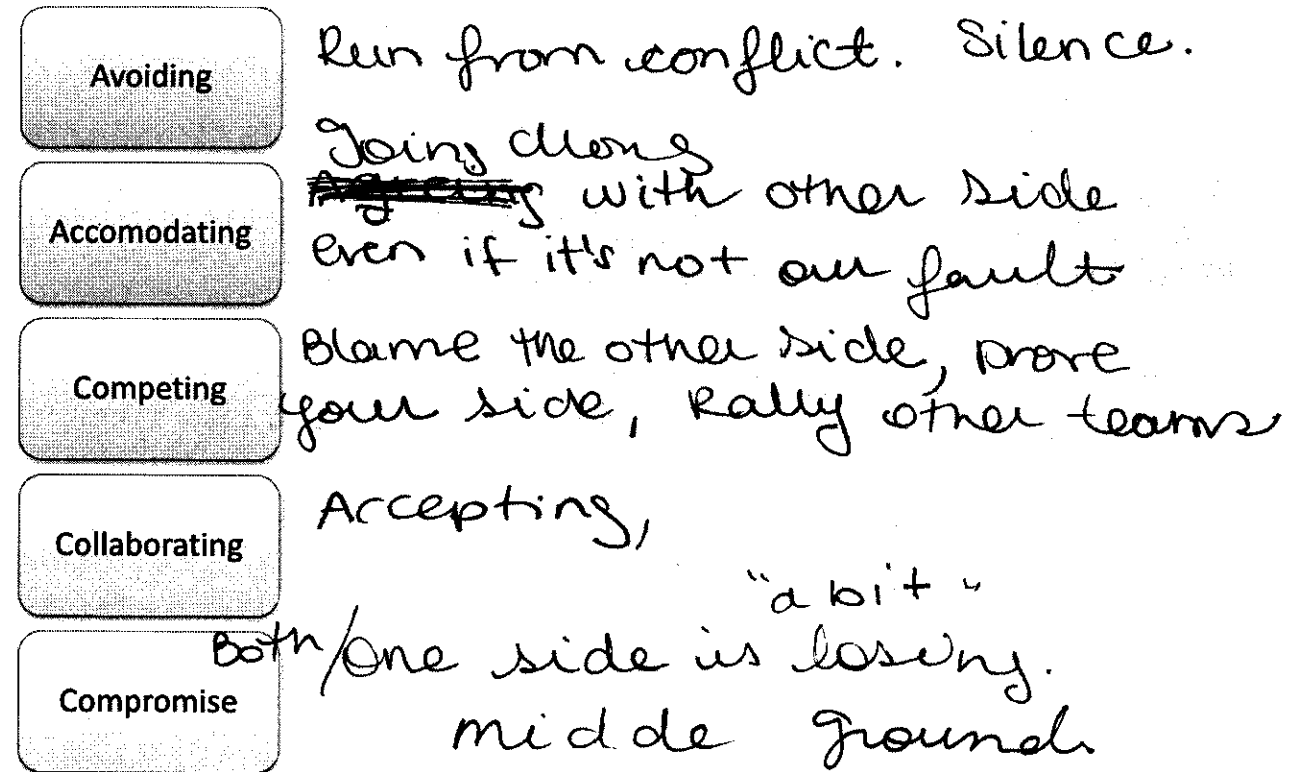 Avoiding
Run from conflict. Silence.
Accomodating
Going along
Agreeing with other side
even if it's not our fault
Competing
Blame the other side, prove
your side, Rally other teams
Collaborating
Accepting,
Compromise
"a bit"
Both/One side is losing.
Midde ground.